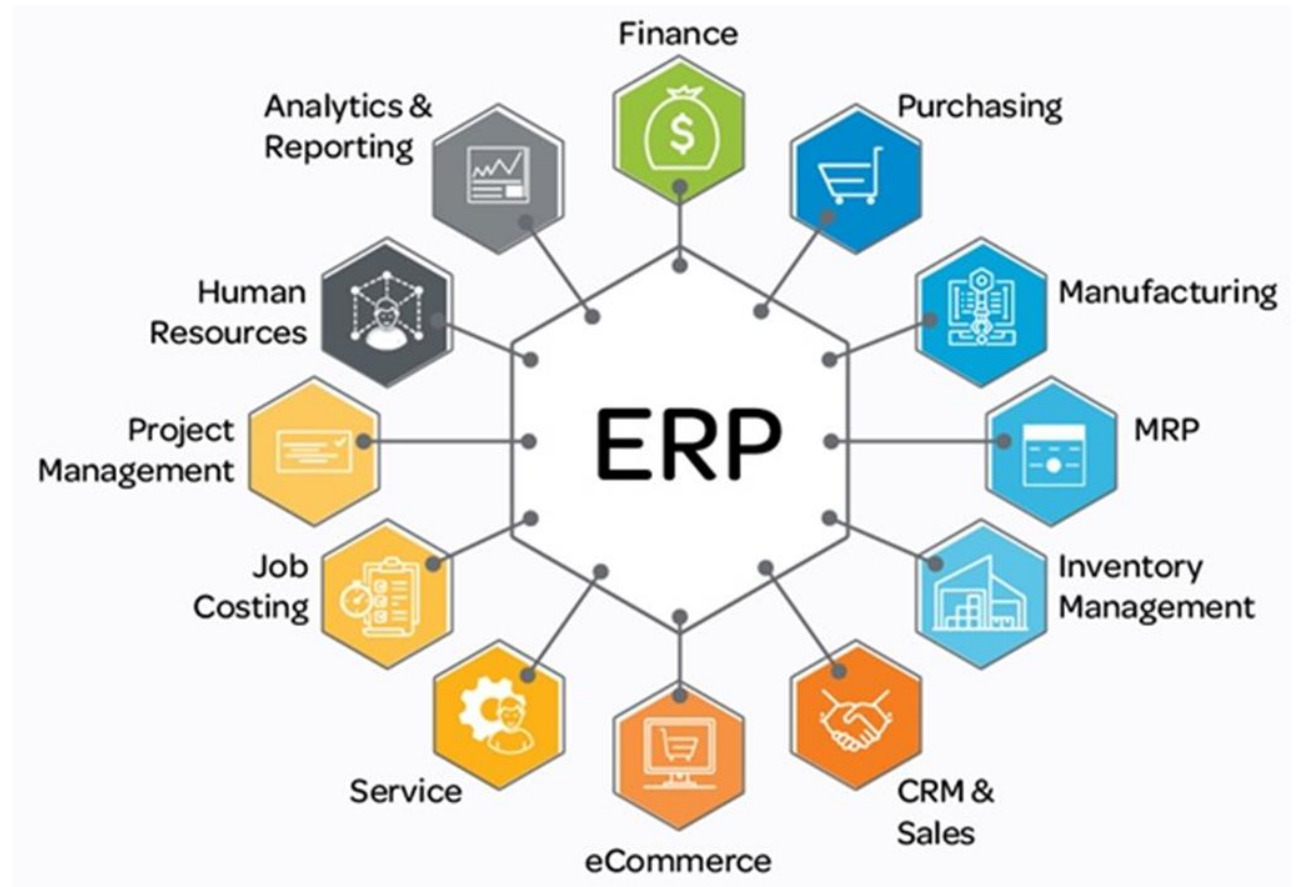 Finance
Analytics &
Reporting
Purchasing
Human
Resources
Manufacturing
Project
Management
ERP
MRP
Job
Costing
Inventory
Management
Service
CRM &
Sales
eCommerce
$